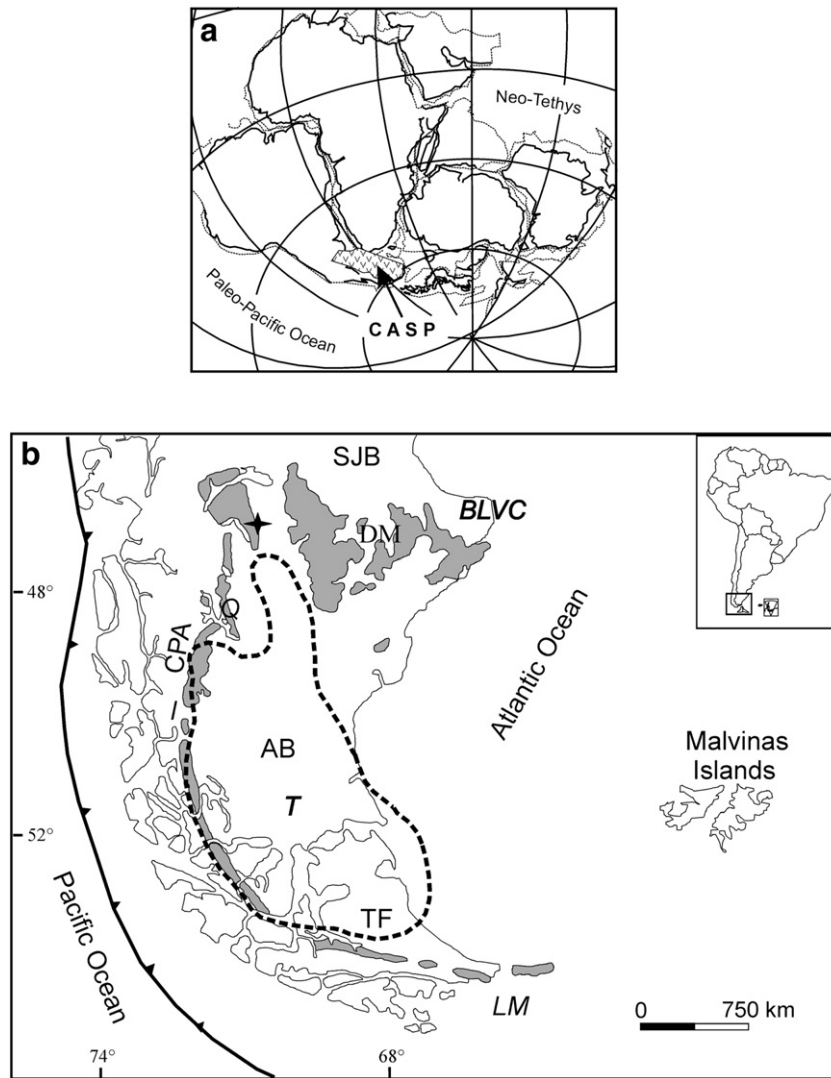 a
Neo-Tethys
Paleo-Pacific Ocean
C A S P
b
SJB
BLVC
DM
48°
Q
CPA
I
AB
Atlantic Ocean
Malvinas
Islands
T
52°
Pacific Ocean
TF
LM
0 750 km
74° 68°